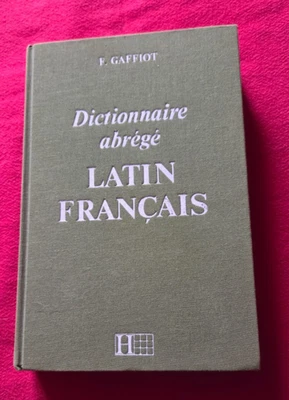 F. GAFFIOT
Dictionnaire
abrégé
LATIN
FRANÇAIS
H